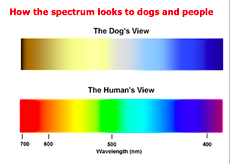 How the spectrum looks to dogs and people
The Dog's View
The Human's View
700 600 500 400
Wavelength (nm)